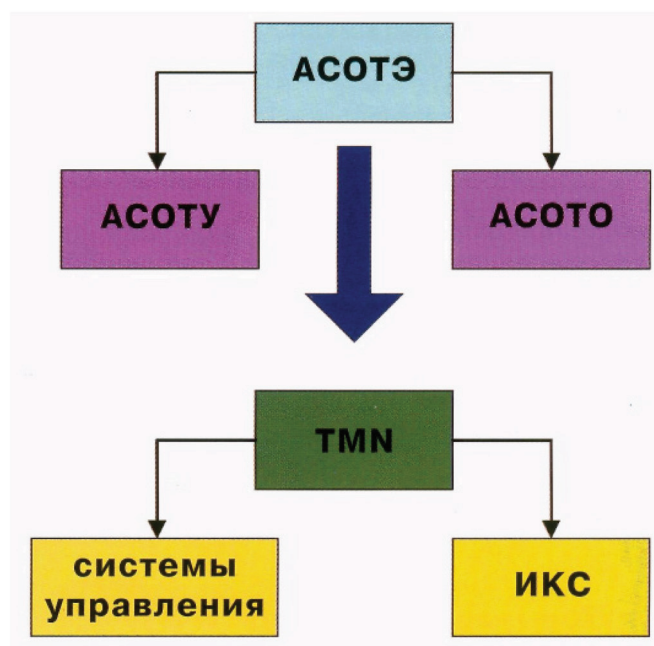 АСОТЭ
АСОТУ
АСОТО
TMN
системы
управления
ИКС